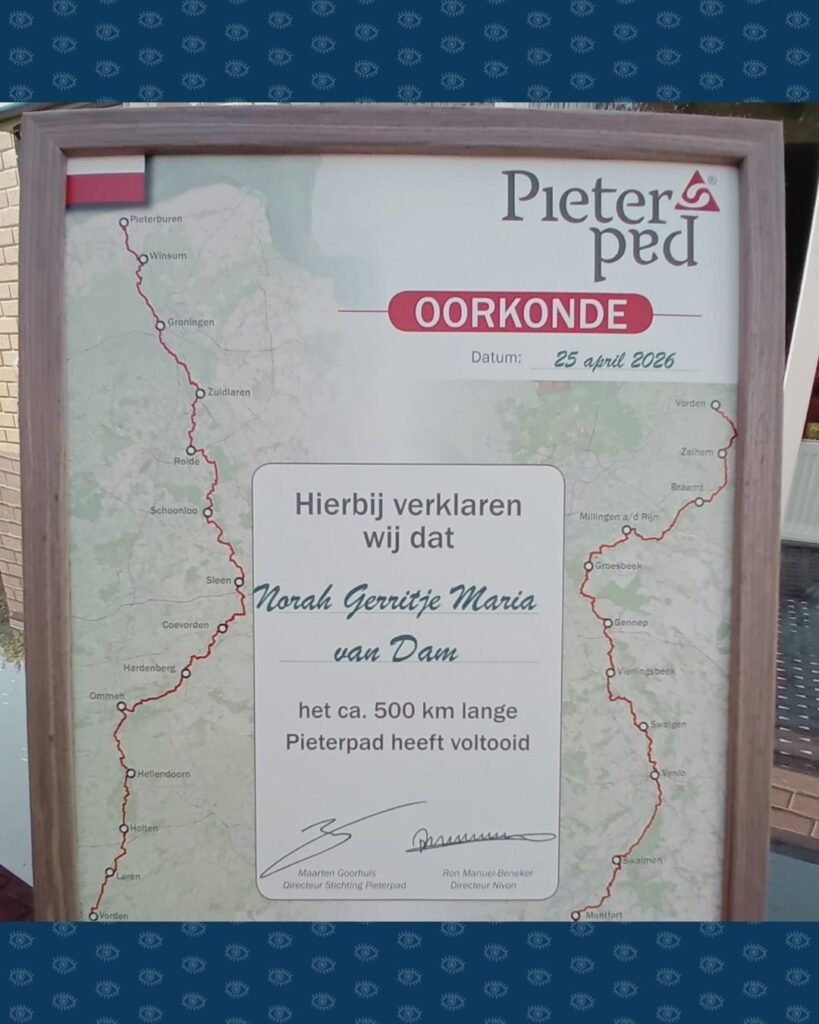 Pieter
pad
OORKONDE
Datum: 25 april 2026
Pieterburen
Winsum
Groningen
Zuidlaren
Rolde
Schoonloo
Sleen
Coevorden
Hardenberg
Ommen
Hellendoorn
Holten
Laren
Vorden
Hierbij verklaren
wij dat
Norah Gerritje Maria
van Dam
het ca. 500 km lange
Pieterpad heeft voltooid
Maarten Goorhuis
Directeur Stichting Pieterpad
Ron Manuel-Beneker
Directeur Nivon
Vorden
Zelhem
Braamt
Millingen a/d Rijn
Groesbeek
Gennep
Vierlingsbeek
Swolgen
Venlo
Swalmen
Montfort